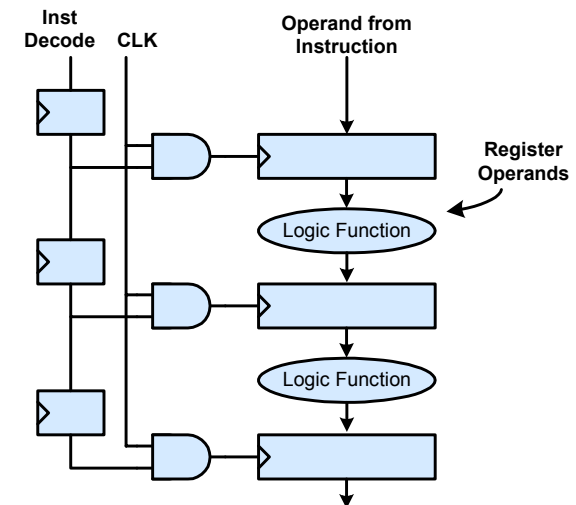 Inst
Decode
CLK
Operand from
Instruction
Register
Operands
Logic Function
Logic Function